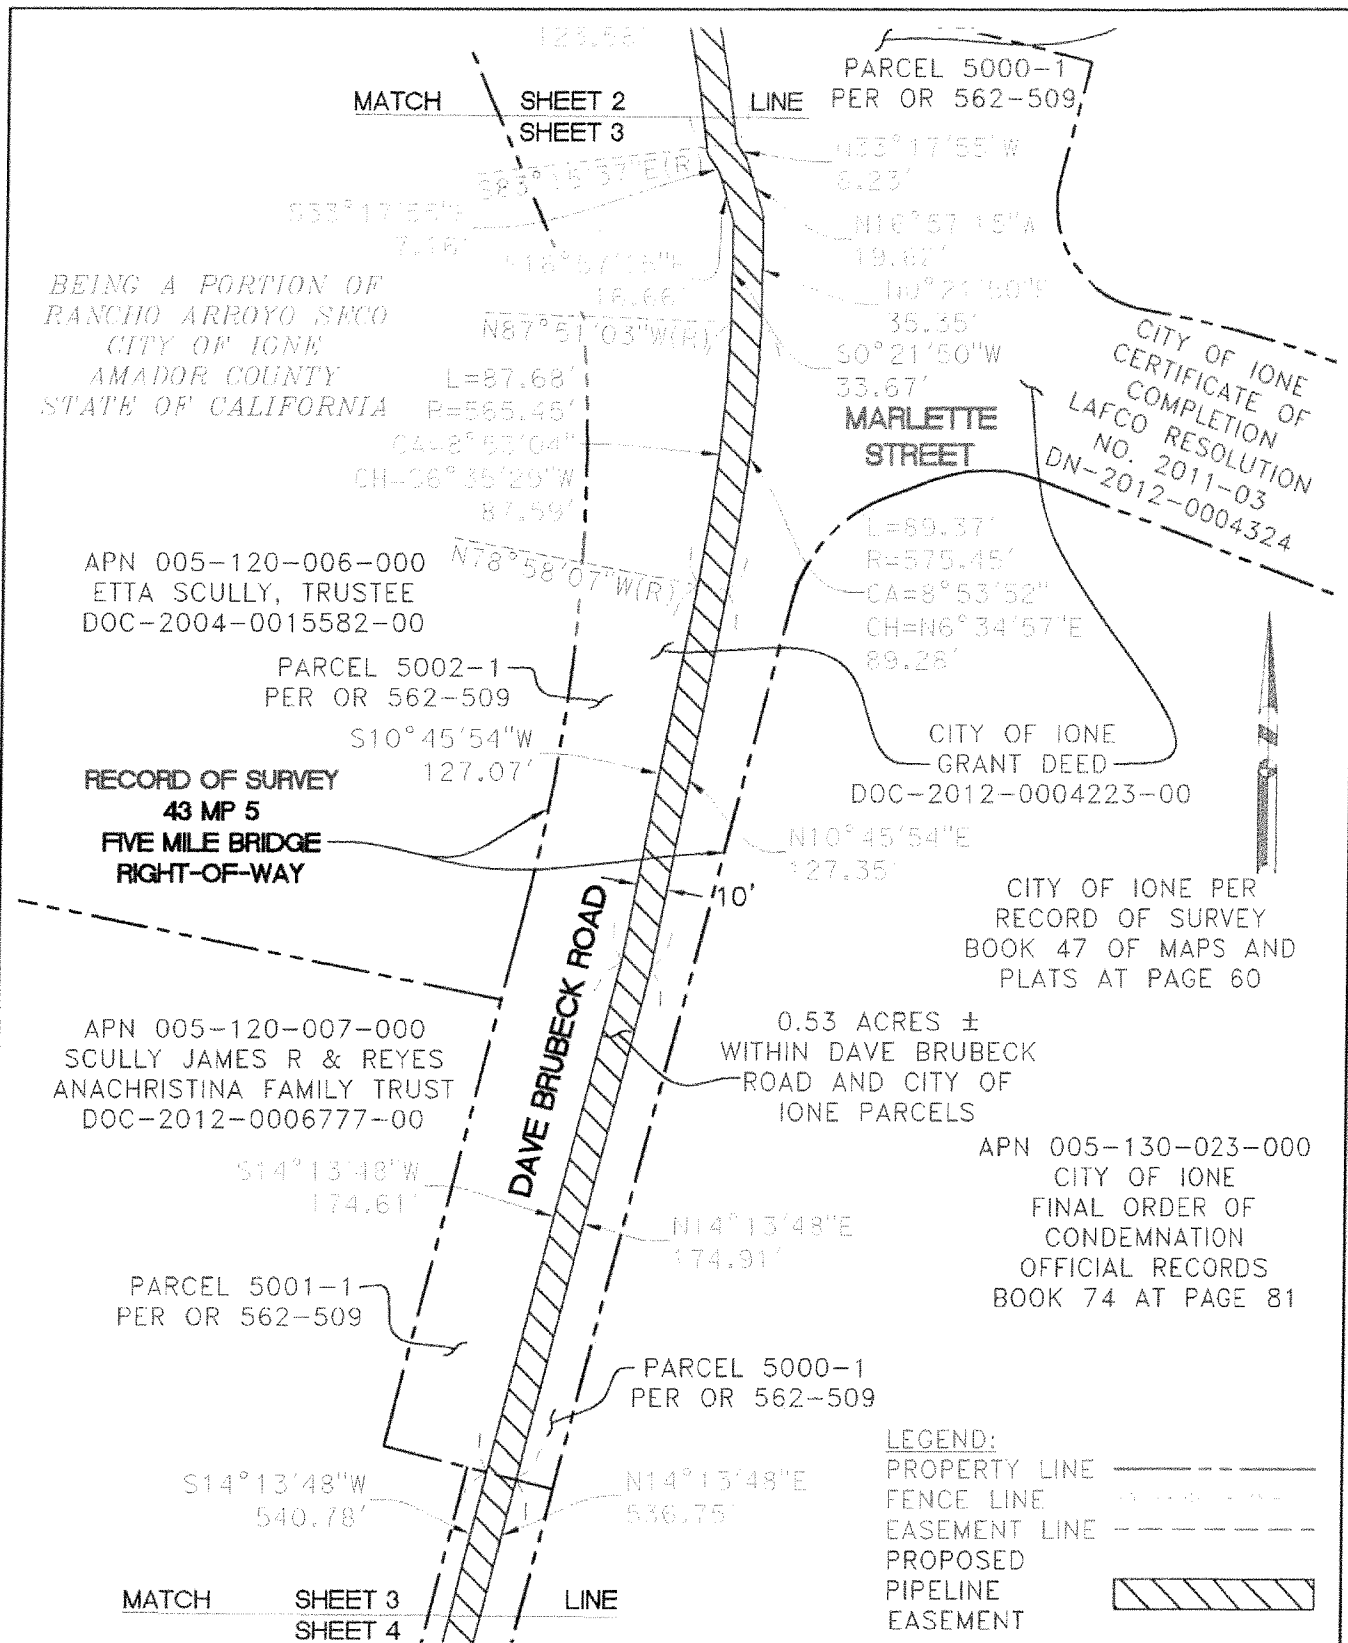 123.58'
PARCEL 5000-1
PER OR 562-509
MATCH SHEET 2 LINE
SHEET 3
N33°17'55"W
6.23'
S83°15'37"E(R)
S33°17'55"E
7.16'
19.62'
S16°57'15"E
16.66'
35.35'
N87°51'03"W(R)
S0°21'50"W
33.67'
BEING A PORTION OF
RANCHO ARROYO SECO
CITY OF IONE
AMADOR COUNTY
STATE OF CALIFORNIA
L=87.68'
R=565.45'
CA=8°53'04"
87.59'
MARLETTE
STREET
CITY OF IONE
CERTIFICATE OF
COMPLETION
LAFCO RESOLUTION
NO. 2011-03
DN-2012-0004324
L=89.37'
R=575.45'
CA=8°53'52"
CH=N6°34'57"E
89.28'
N78°58'07"W(R)
APN 005-120-006-000
ETTA SCULLY, TRUSTEE
DOC-2004-0015582-00
PARCEL 5002-1
PER OR 562-509
S10°45'54"W
127.07'
CITY OF IONE
GRANT DEED
DOC-2012-0004223-00
RECORD OF SURVEY
43 MP 5
FIVE MILE BRIDGE
RIGHT-OF-WAY
N10°45'54"E
127.35'
10'
DAVE BRUBECK ROAD
CITY OF IONE PER
RECORD OF SURVEY
BOOK 47 OF MAPS AND
PLATS AT PAGE 60
APN 005-120-007-000
SCULLY JAMES R & REYES
ANACHRISTINA FAMILY TRUST
DOC-2012-0006777-00
0.53 ACRES ±
WITHIN DAVE BRUBECK
ROAD AND CITY OF
IONE PARCELS
APN 005-130-023-000
CITY OF IONE
FINAL ORDER OF
CONDEMNATION
OFFICIAL RECORDS
BOOK 74 AT PAGE 81
S14°13'48"W
174.61'
N14°13'48"E
174.91'
PARCEL 5001-1
PER OR 562-509
PARCEL 5000-1
PER OR 562-509
S14°13'48"W
540.78'
N14°13'48"E
536.75'
LEGEND:
PROPERTY LINE
FENCE LINE
EASEMENT LINE
PROPOSED
PIPELINE
EASEMENT
MATCH SHEET 3 LINE
SHEET 4